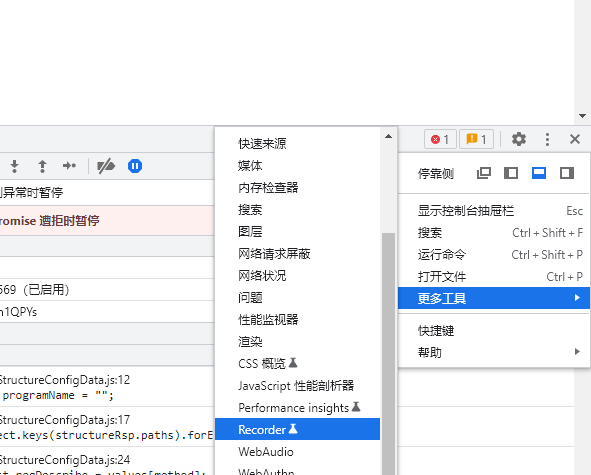 1
1
停靠侧
显示控制台抽屉栏 Esc
搜索 Ctrl + Shift + F
运行命令 Ctrl + Shift + P
打开文件 Ctrl + P
更多工具
快捷键
帮助
快速来源
媒体
内存检查器
搜索
图层
网络请求屏蔽
网络状况
问题
性能监视器
渲染
CSS 概览
JavaScript 性能剖析器
Performance insights
Recorder
WebAudio
WebAuthn
到异常时暂停
romise 遭拒时暂停
569（已启用）
n1QPYs
StructureConfigData.js:12
programName = "";
StructureConfigData.js:17
ect.keys(structureRsp.paths).forE
StructureConfigData.js:24